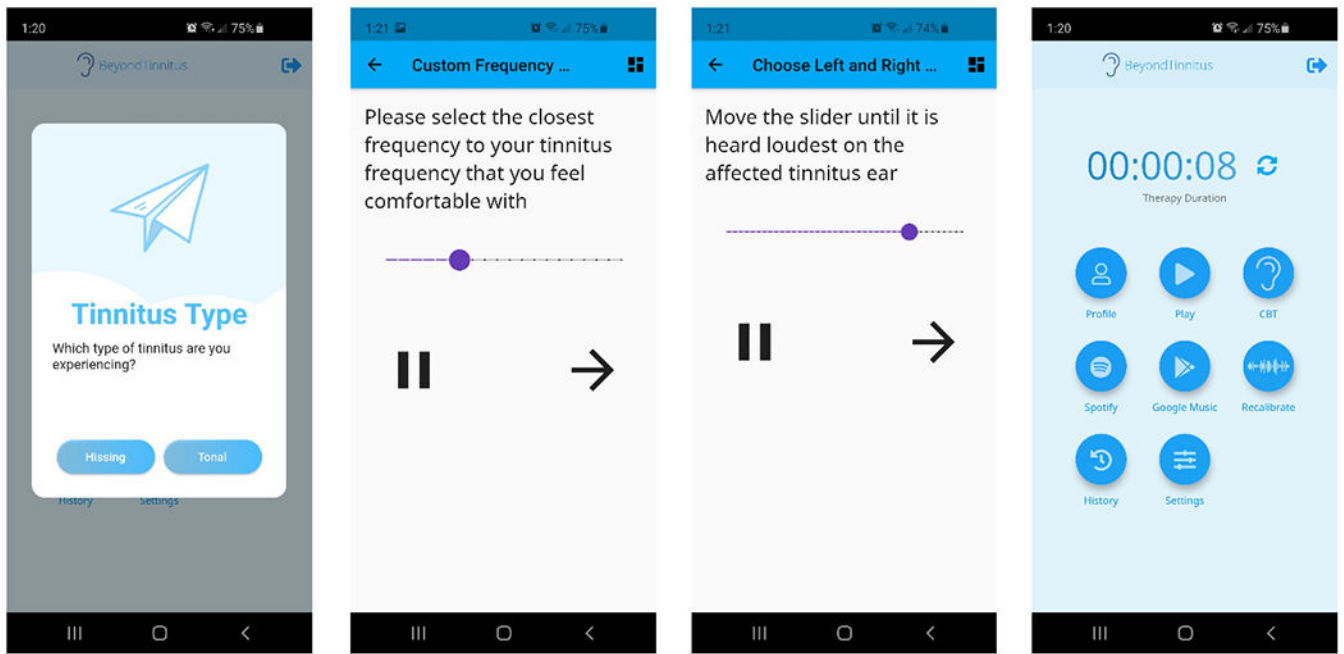 1:20 75%
BeyondTinnitus
Tinnitus Type
Which type of tinnitus are you
experiencing?
Hissing Tonal
History Settings
1:21 75%
Custom Frequency ...
Please select the closest
frequency to your tinnitus
frequency that you feel
comfortable with
1:21 74%
Choose Left and Right ...
Move the slider until it is
heard loudest on the
affected tinnitus ear
1:20 75%
BeyondTinnitus
00:00:08
Therapy Duration
Profile Play CBT
Spotify Google Music Recalibrate
History Settings